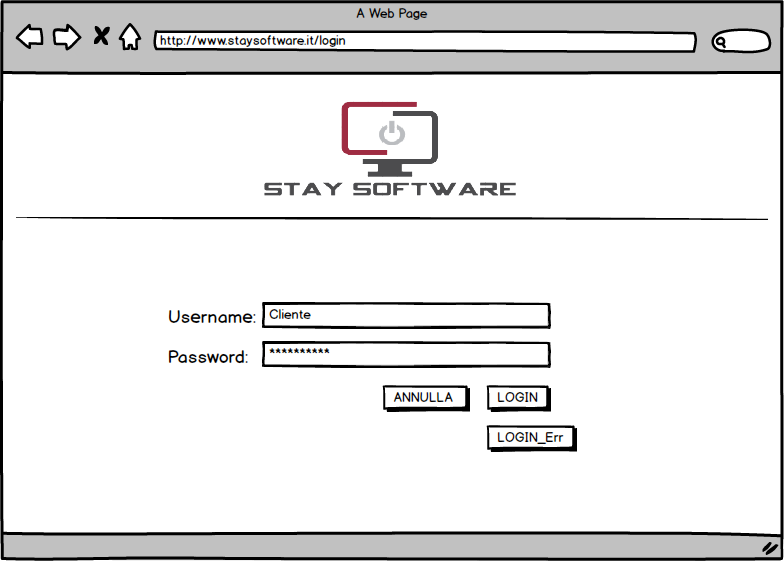 A Web Page
http://www.staysoftware.it/login
STAY SOFTWARE
Username: Cliente
Password: **********
ANNULLA LOGIN
LOGIN_Err